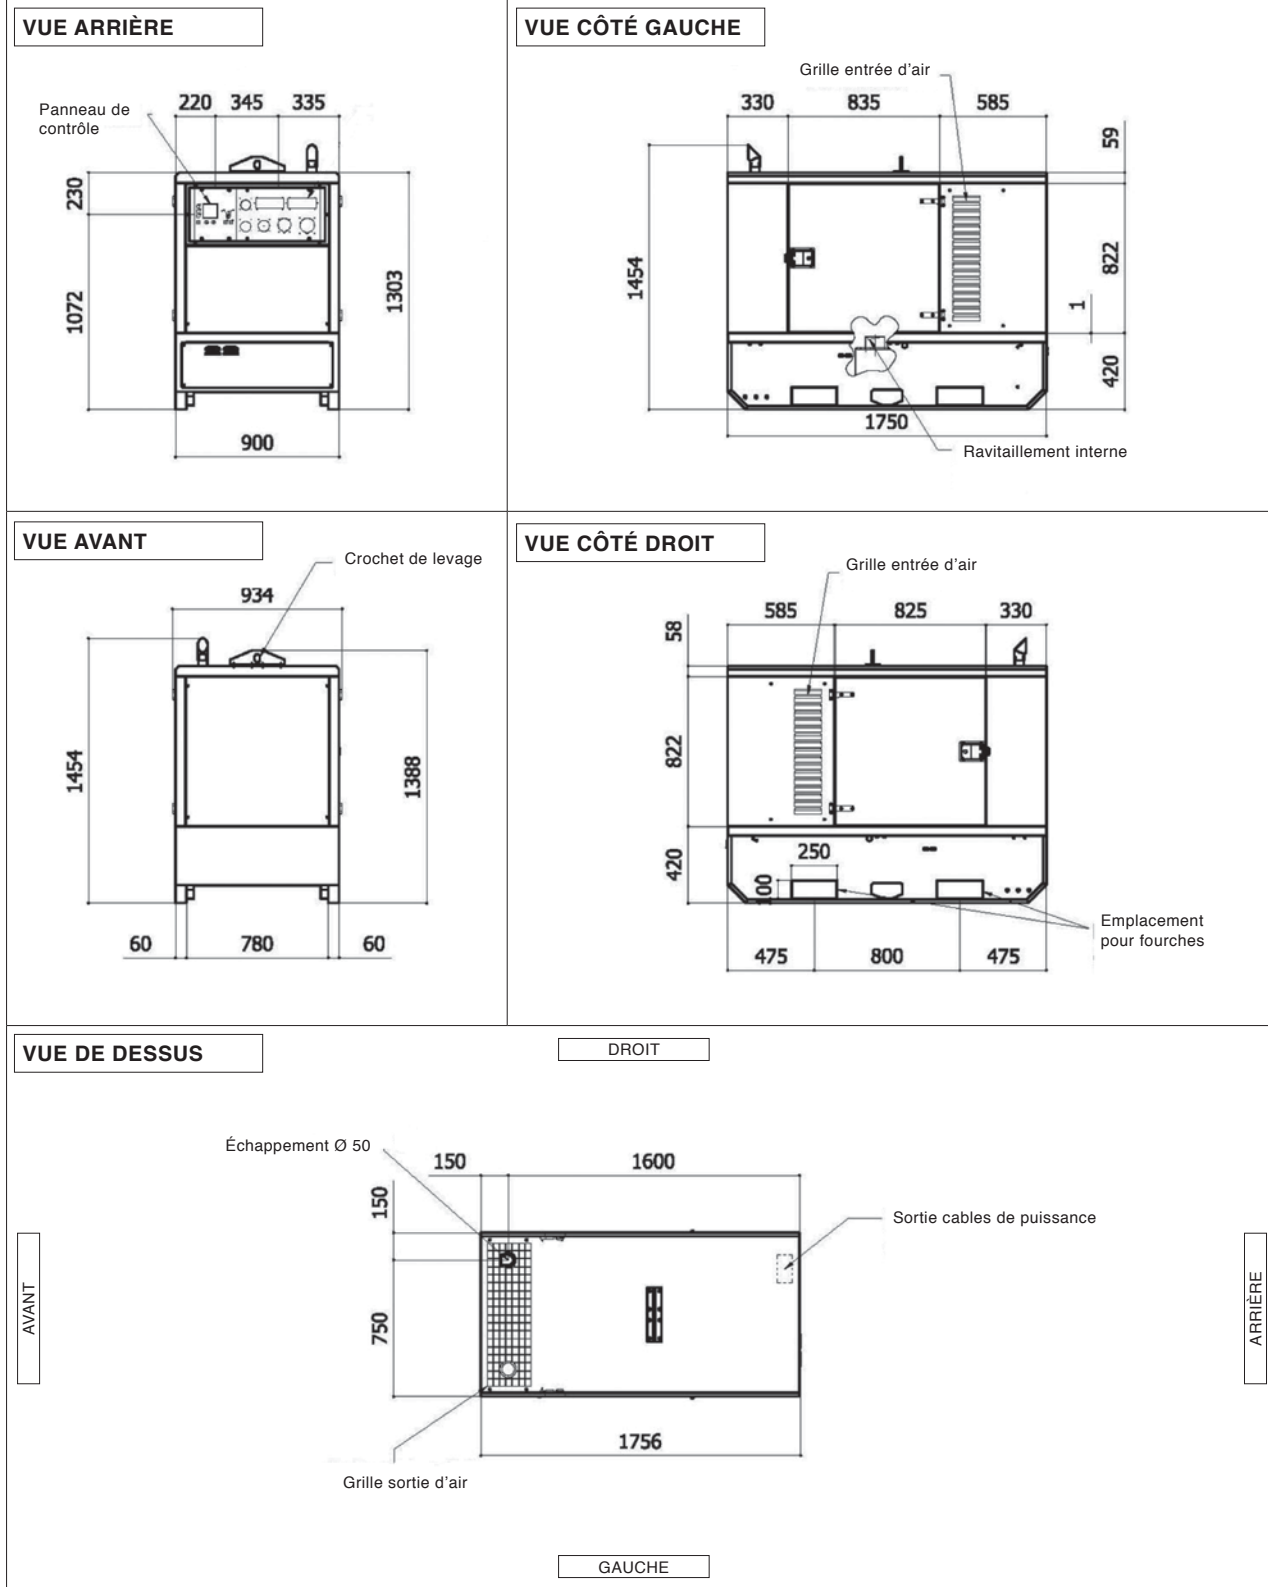 VUE ARRIÈRE
Panneau de
contrôle
220 345 335
230
1072
1303
900
VUE CÔTÉ GAUCHE
Grille entrée d'air
330 835 585
59
1454
822
1
420
1750
Ravitaillement interne
VUE AVANT
Crochet de levage
934
1454
1388
60 780 60
VUE CÔTÉ DROIT
Grille entrée d'air
585 825 330
58
822
420
250
100
Emplacement
pour fourches
475 800 475
VUE DE DESSUS
DROIT
Échappement Ø 50
150 1600
150
Sortie cables de puissance
AVANT
ARRIÈRE
750
1756
Grille sortie d'air
GAUCHE